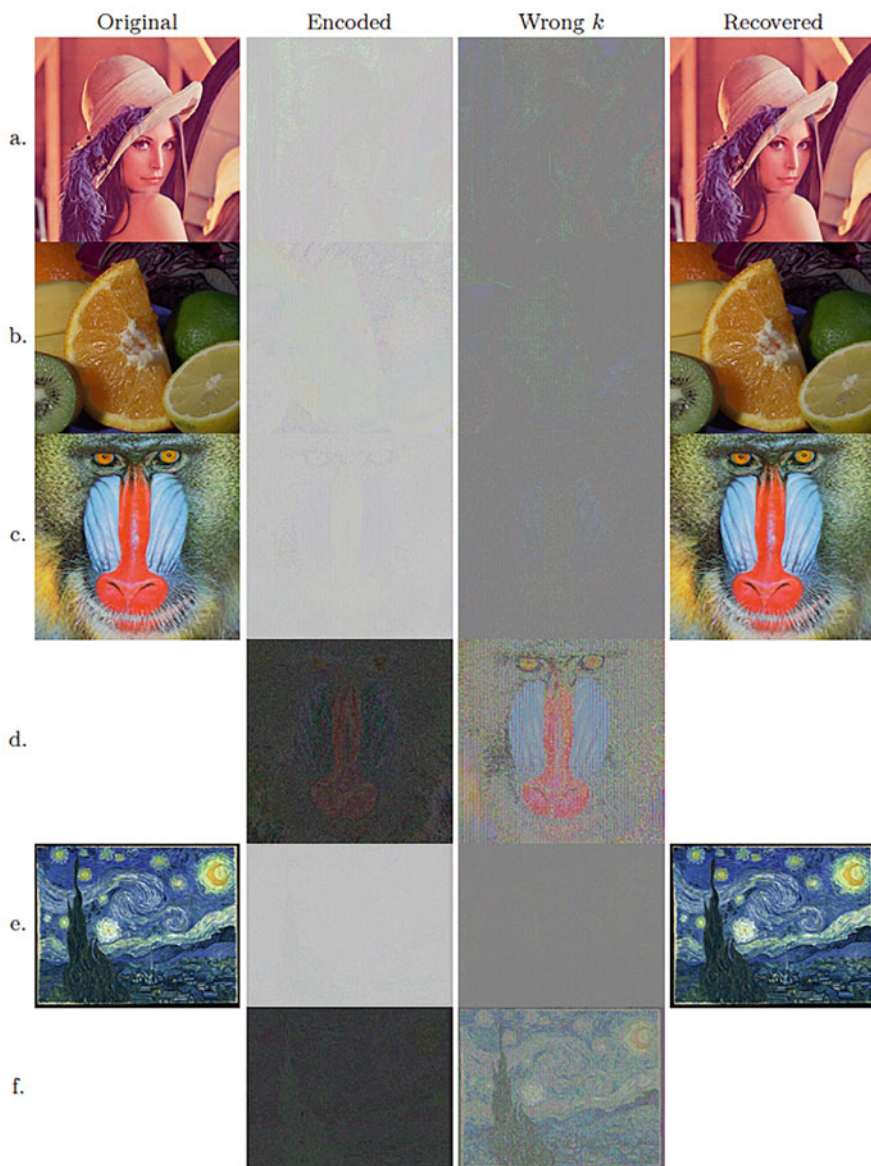 Original Encoded Wrong k Recovered
a.
b.
c.
d.
e.
f.